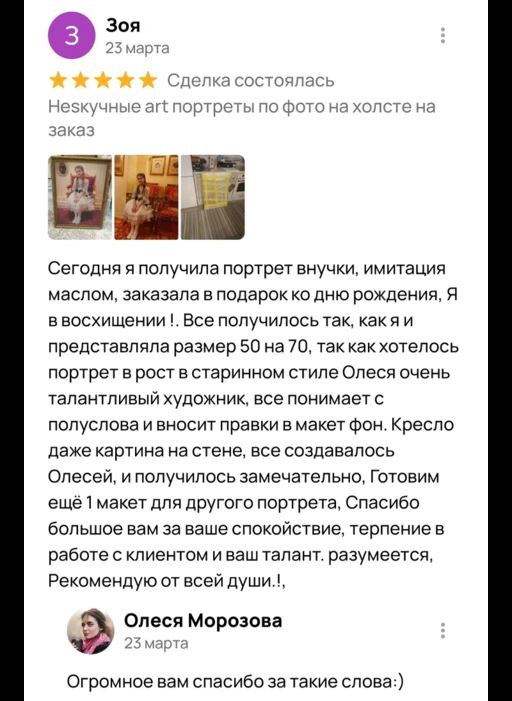 З
Зоя
23 марта
Сделка состоялась
Неsкучные art портреты по фото на холсте на
заказ
Сегодня я получила портрет внучки, имитация
маслом, заказала в подарок ко дню рождения, Я
в восхищении !. Все получилось так, как я и
представляла размер 50 на 70, так как хотелось
портрет в рост в старинном стиле Олеся очень
талантливый художник, все понимает с
полуслова и вносит правки в макет фон. Кресло
даже картина на стене, все создавалось
Олесей, и получилось замечательно, Готовим
ещё 1 макет для другого портрета, Спасибо
большое вам за ваше спокойствие, терпение в
работе с клиентом и ваш талант. разумеется,
Рекомендую от всей души.!,
Олеся Морозова
23 марта
Огромное вам спасибо за такие слова:)